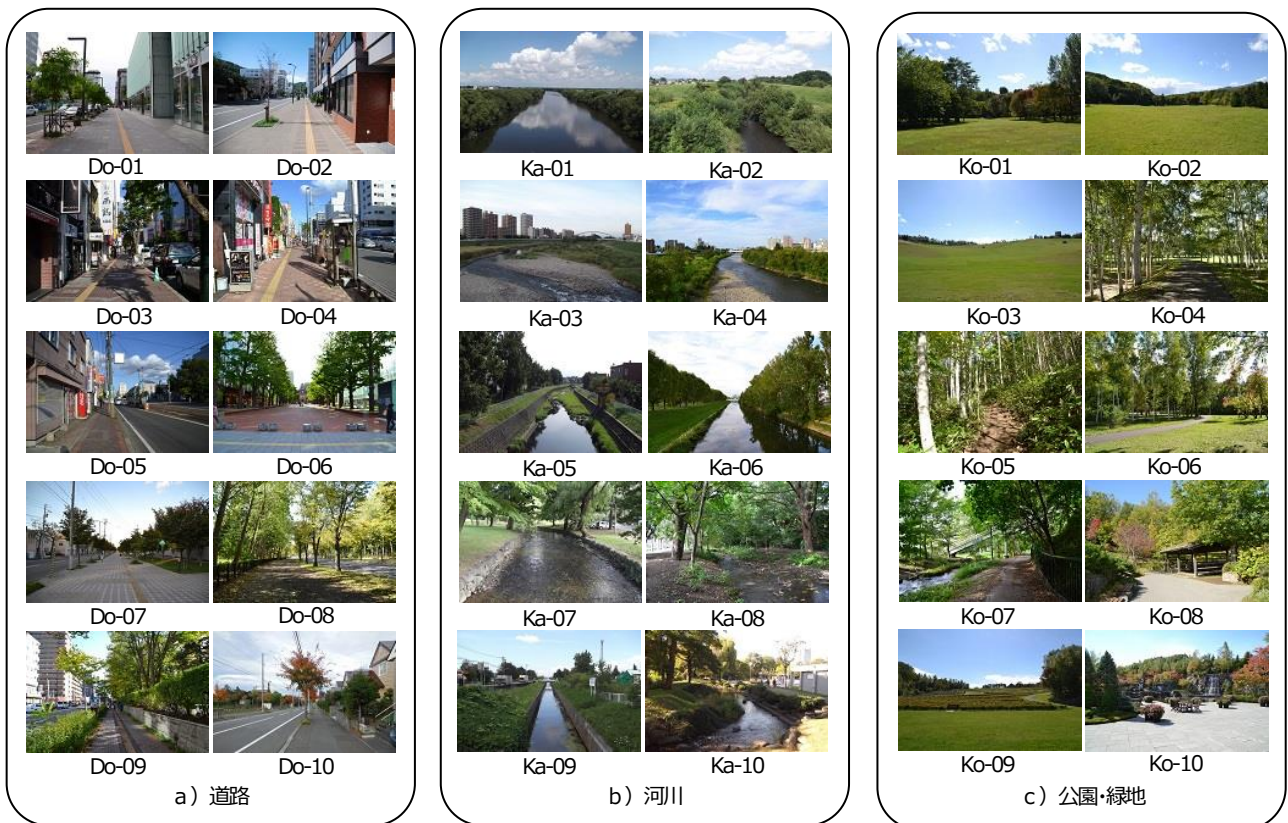 Do-01
Do-02
Do-03
Do-04
Do-05
Do-06
Do-07
Do-08
Do-09
Do-10
a）道路
Ka-01
Ka-02
Ka-03
Ka-04
Ka-05
Ka-06
Ka-07
Ka-08
Ka-09
Ka-10
b）河川
Ko-01
Ko-02
Ko-03
Ko-04
Ko-05
Ko-06
Ko-07
Ko-08
Ko-09
Ko-10
c）公園・緑地